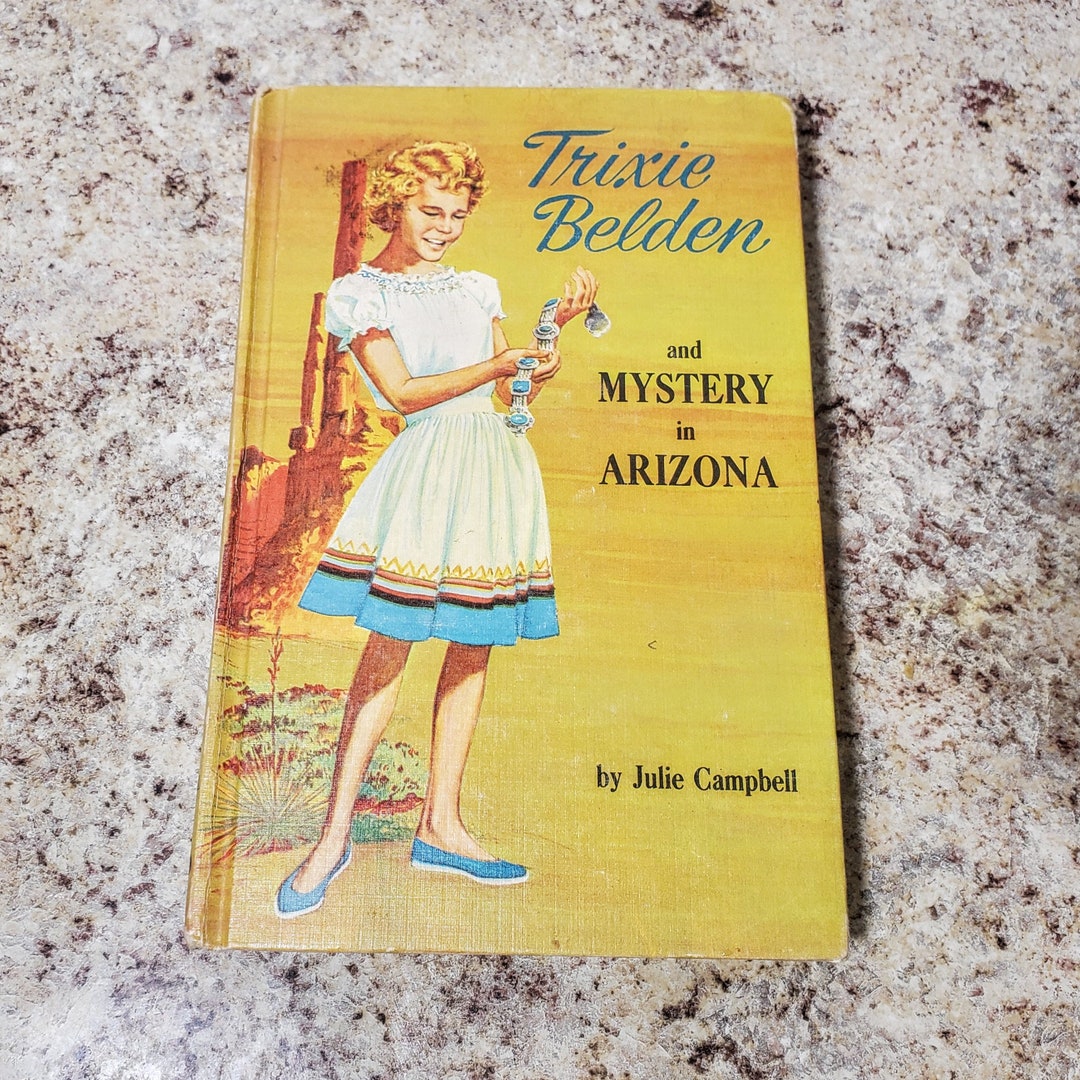 Trixie
Belden
and
MYSTERY
in
ARIZONA
by Julie Campbell